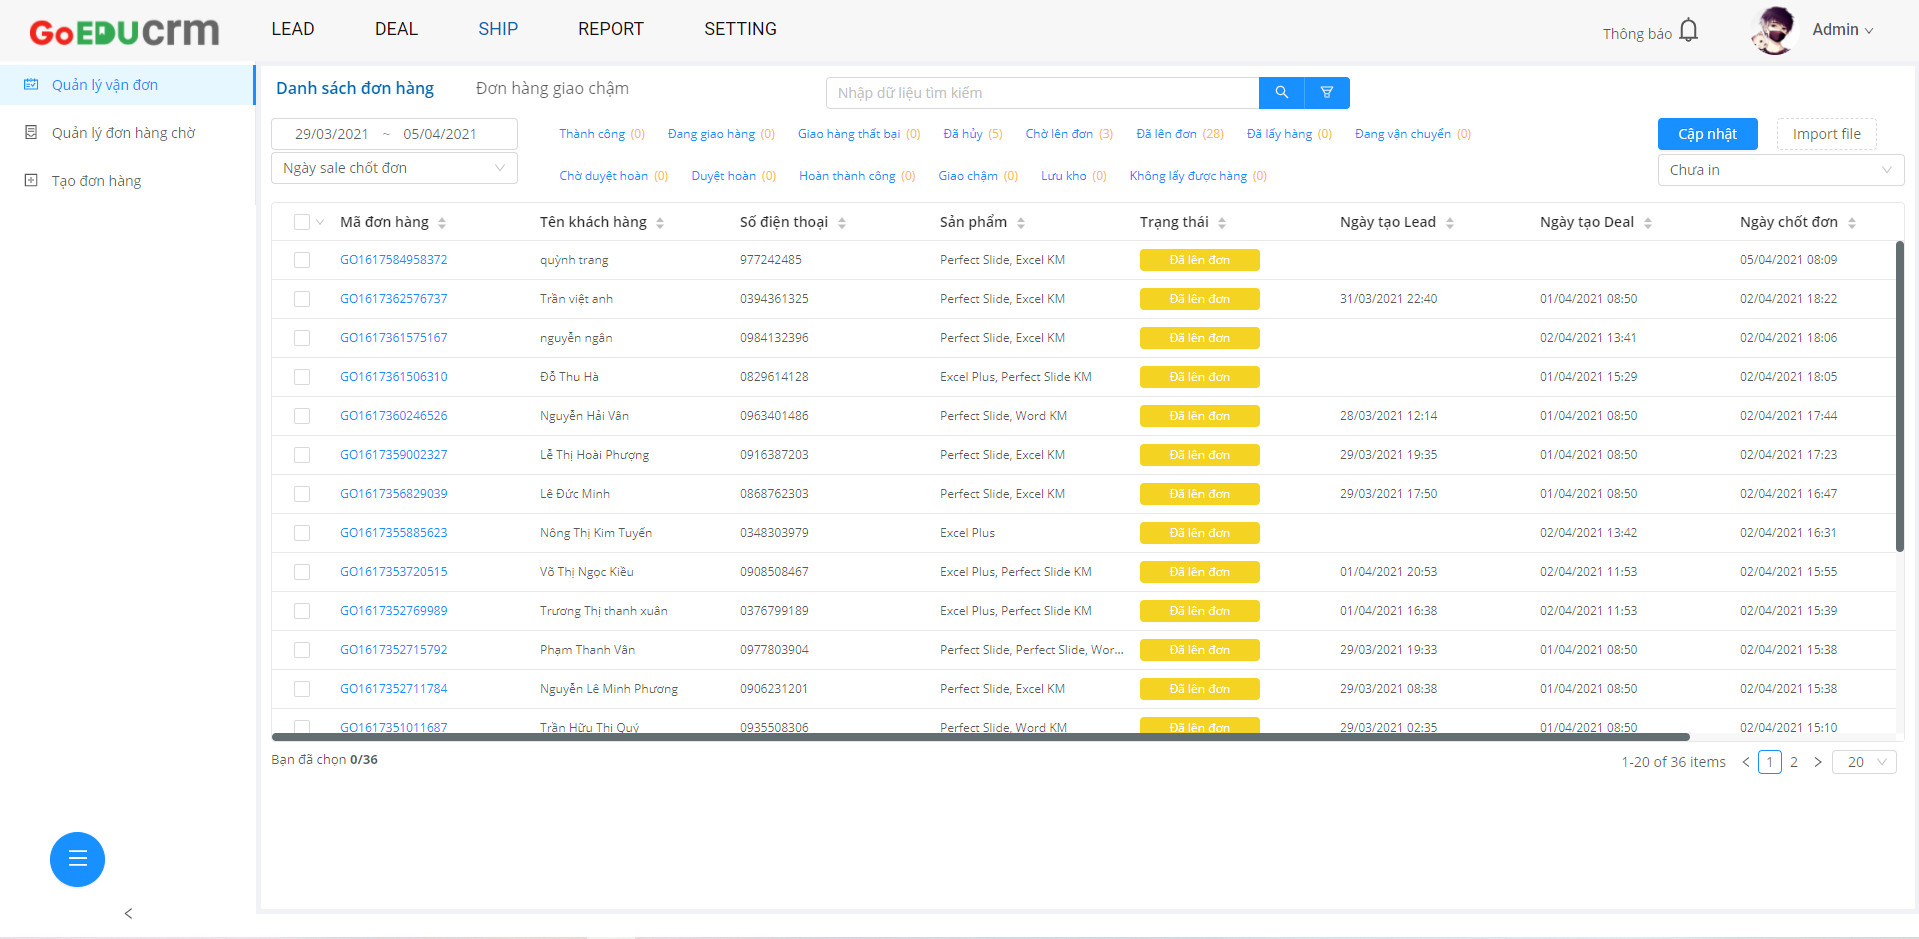 GoEDUcrm LEAD DEAL SHIP REPORT SETTING Thông báo Admin
Quản lý vận đơn
Quản lý đơn hàng chờ
Tạo đơn hàng
Danh sách đơn hàng Đơn hàng giao chậm Nhập dữ liệu tìm kiếm
29/03/2021 ~ 05/04/2021
Ngày sale chốt đơn
Thành công (0) Đang giao hàng (0) Giao hàng thất bại (0) Đã hủy (5) Chờ lên đơn (3) Đã lên đơn (28) Đã lấy hàng (0) Đang vận chuyển (0)
Chờ duyệt hoàn (0) Duyệt hoàn (0) Hoàn thành công (0) Giao chậm (0) Lưu kho (0) Không lấy được hàng (0)
Cập nhật Import file
Chưa in
Mã đơn hàng Tên khách hàng Số điện thoại Sản phẩm Trạng thái Ngày tạo Lead Ngày tạo Deal Ngày chốt đơn
GO1617584958372 quỳnh trang 977242485 Perfect Slide, Excel KM Đã lên đơn 05/04/2021 08:09
GO1617362576737 Trần việt anh 0394361325 Perfect Slide, Excel KM Đã lên đơn 31/03/2021 22:40 01/04/2021 08:50 02/04/2021 18:22
GO1617361575167 nguyễn ngân 0984132396 Perfect Slide, Excel KM Đã lên đơn 02/04/2021 13:41 02/04/2021 18:06
GO1617361506310 Đỗ Thu Hà 0829614128 Excel Plus, Perfect Slide KM Đã lên đơn 01/04/2021 15:29 02/04/2021 18:05
GO1617360246526 Nguyễn Hải Vân 0963401486 Perfect Slide, Word KM Đã lên đơn 28/03/2021 12:14 01/04/2021 08:50 02/04/2021 17:44
GO1617359002327 Lễ Thị Hoài Phượng 0916387203 Perfect Slide, Excel KM Đã lên đơn 29/03/2021 19:35 01/04/2021 08:50 02/04/2021 17:23
GO1617356829039 Lê Đức Minh 0868762303 Perfect Slide, Excel KM Đã lên đơn 29/03/2021 17:50 01/04/2021 08:50 02/04/2021 16:47
GO1617355885623 Nông Thị Kim Tuyến 0348303979 Excel Plus Đã lên đơn 02/04/2021 13:42 02/04/2021 16:31
GO1617353720515 Võ Thị Ngọc Kiều 0908508467 Excel Plus, Perfect Slide KM Đã lên đơn 01/04/2021 20:53 02/04/2021 11:53 02/04/2021 15:55
GO1617352769989 Trương Thị thanh xuân 0376799189 Excel Plus, Perfect Slide KM Đã lên đơn 01/04/2021 16:38 02/04/2021 11:53 02/04/2021 15:39
GO1617352715792 Phạm Thanh Vân 0977803904 Perfect Slide, Perfect Slide, Wor... Đã lên đơn 29/03/2021 19:33 01/04/2021 08:50 02/04/2021 15:38
GO1617352711784 Nguyễn Lê Minh Phương 0906231201 Perfect Slide, Excel KM Đã lên đơn 29/03/2021 08:38 01/04/2021 08:50 02/04/2021 15:38
GO1617351011687 Trần Hữu Thị Quý 0935508306 Perfect Slide, Word KM Đã lên đơn 29/03/2021 02:35 01/04/2021 08:50 02/04/2021 15:10
Bạn đã chọn 0/36 1-20 of 36 items < 1 2 > 20